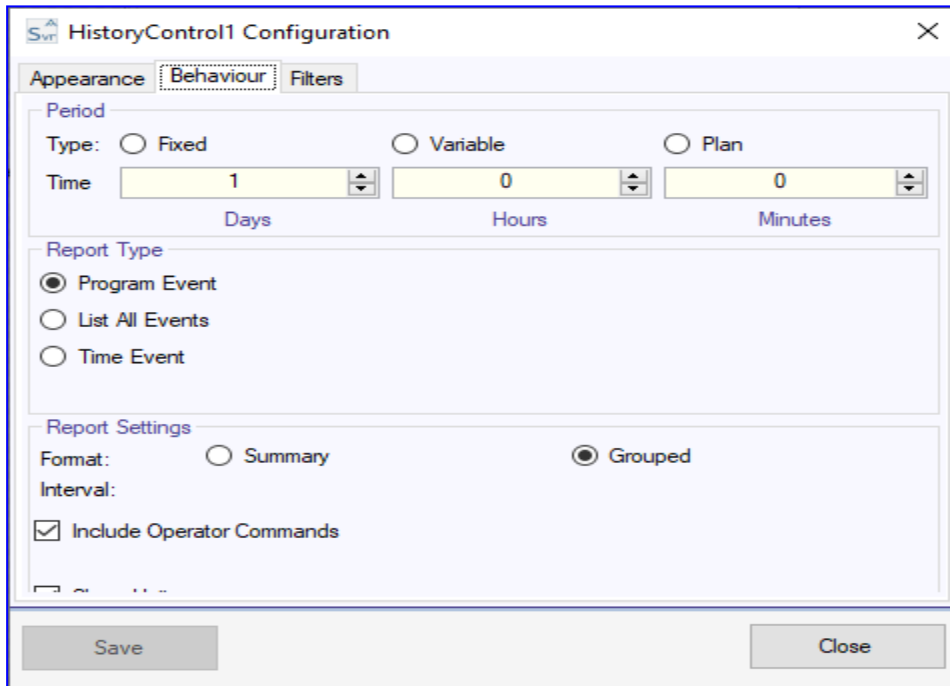 Svr HistoryControl1 Configuration
Appearance Behaviour Filters
Period
Type: Fixed Variable Plan
Time 1 0 0
Days Hours Minutes
Report Type
Program Event
List All Events
Time Event
Report Settings
Format: Summary Grouped
Interval:
Include Operator Commands
Save Close